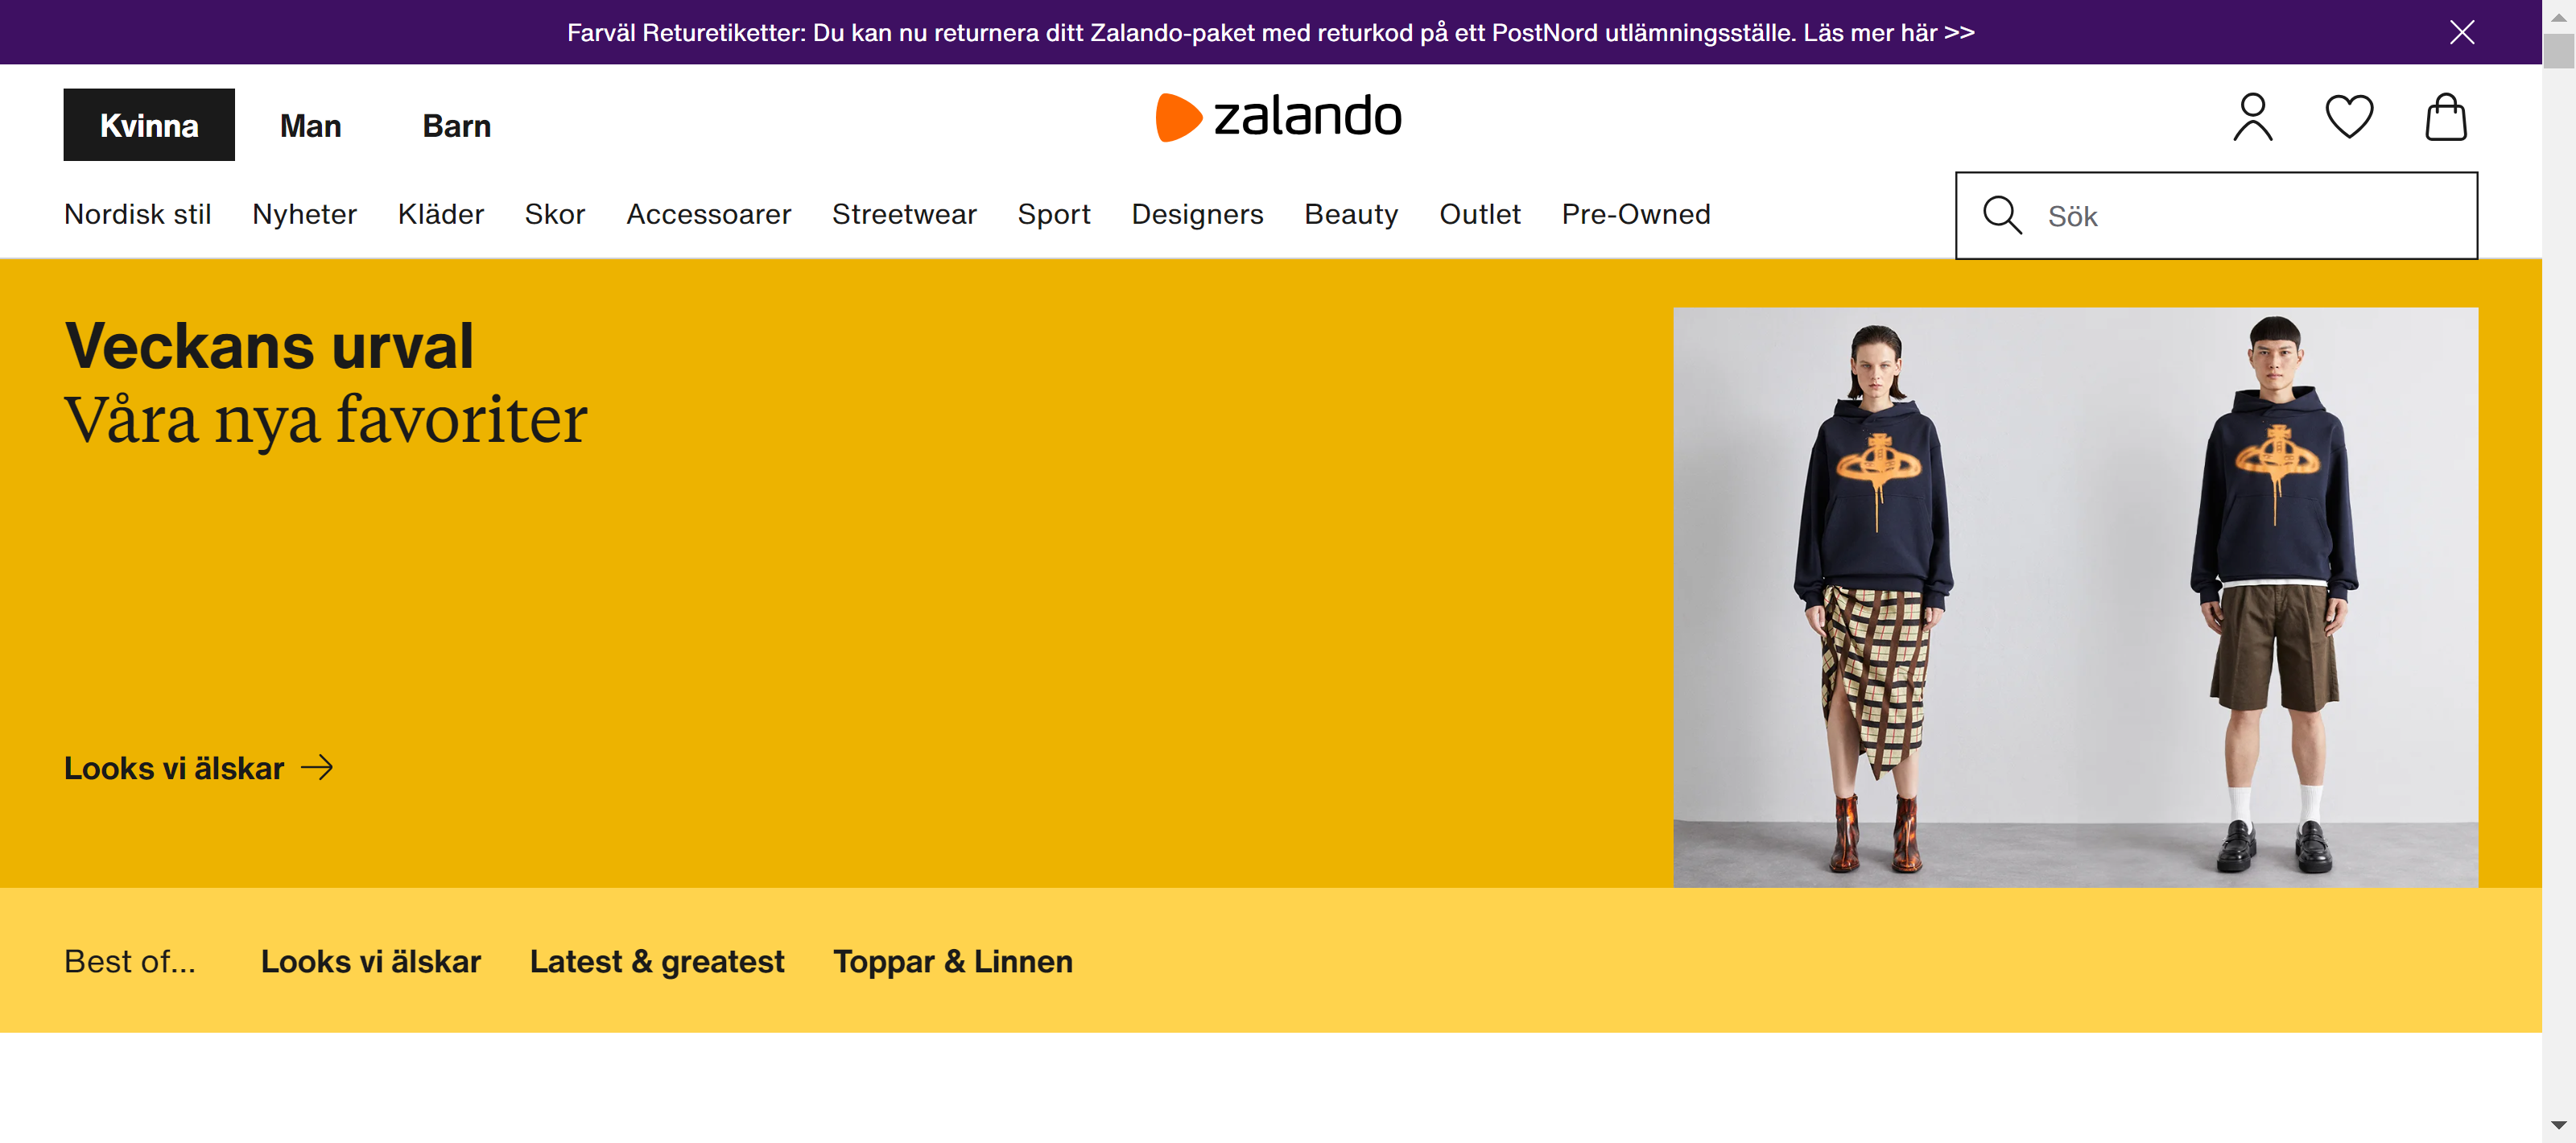 Farväl Returetiketter: Du kan nu returnera ditt Zalando-paket med returkod på ett PostNord utlämningsställe. Läs mer här >>
Kvinna Man Barn
zalando
Nordisk stil Nyheter Kläder Skor Accessoarer Streetwear Sport Designers Beauty Outlet Pre-Owned
Sök
Veckans urval
Våra nya favoriter
Looks vi älskar
Best of... Looks vi älskar Latest & greatest Toppar & Linnen